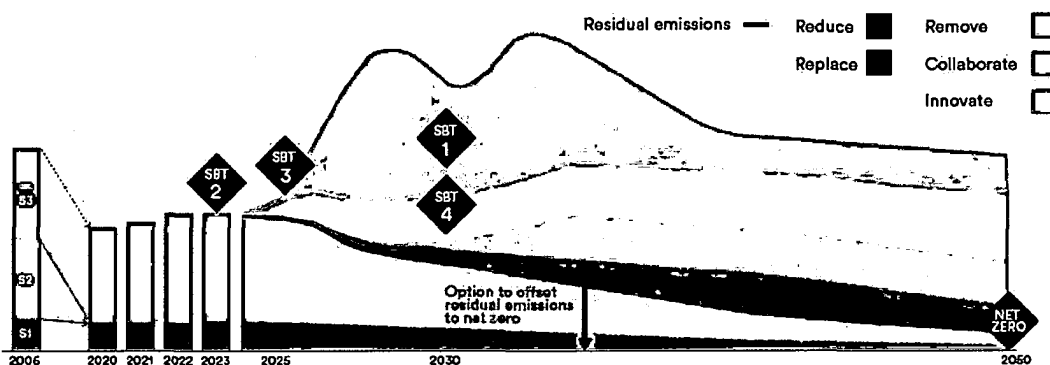 Residual emissions
Reduce
Remove
Replace
Collaborate
Innovate
SBT
1
SBT
2
SBT
3
SBT
4
S3
S2
S1
Option to offset
residual emissions
to net zero
NET
ZERO
2006
2020
2021
2022
2023
2025
2030
2050